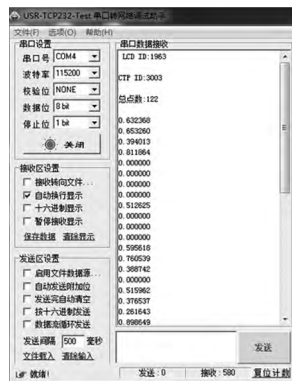 USR-TCP232-Test 串口转网络调试助手
文件(F) 选项(O) 帮助(H)
串口设置
串口号 COM4
波特率 115200
校验位 NONE
数据位 8 bit
停止位 1 bit
关闭
接收区设置
接收转向文件...
自动换行显示
十六进制显示
暂停接收显示
保存数据 清除显示
发送区设置
启用文件数据源...
自动发送附加位
发送完自动清空
按十六进制发送
数据流循环发送
发送间隔 500 毫秒
文件载入 清除输入
串口数据接收
LCD ID:1963
CTP ID:3003
总点数:122
0.632368
0.653260
0.394013
0.811864
0.000000
0.000000
0.000000
0.512625
0.000000
0.000000
0.000000
0.595618
0.760539
0.388742
0.000000
0.515962
0.376537
0.261643
0.898649
发送
就绪!
发送 : 0
接收 : 580
复位计数